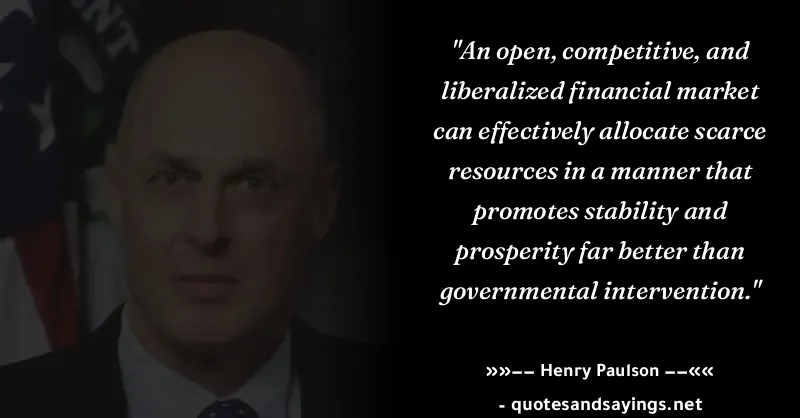 ENT
"An open, competitive, and
liberalized financial market
can effectively allocate scarce
resources in a manner that
promotes stability and
prosperity far better than
governmental intervention."
»»–– Henry Paulson ––««
- quotesandsayings.net